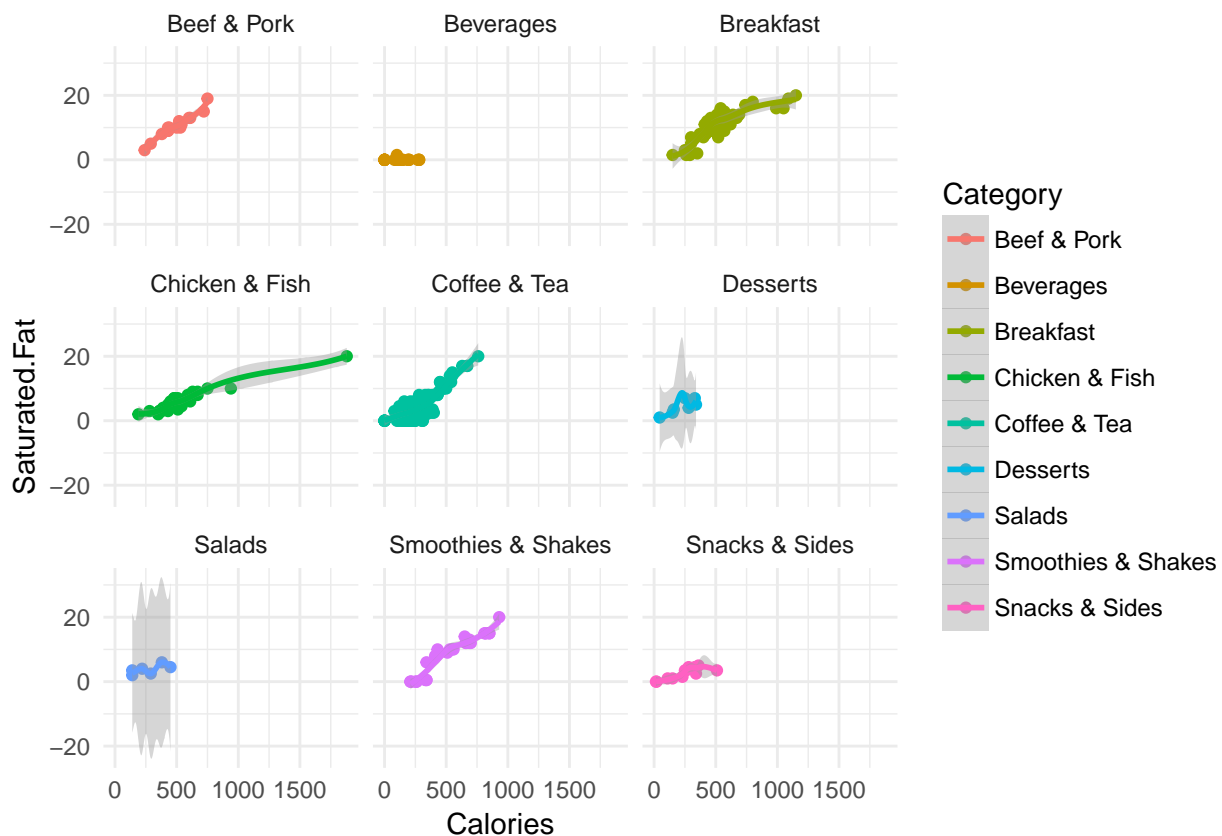 Beef & Pork
Beverages
Breakfast
20
0
−20
Chicken & Fish
Coffee & Tea
Desserts
20
0
−20
Salads
Smoothies & Shakes
Snacks & Sides
20
0
−20
0 500 1000 1500
0 500 1000 1500
0 500 1000 1500
Calories
Saturated.Fat
Category
Beef & Pork
Beverages
Breakfast
Chicken & Fish
Coffee & Tea
Desserts
Salads
Smoothies & Shakes
Snacks & Sides